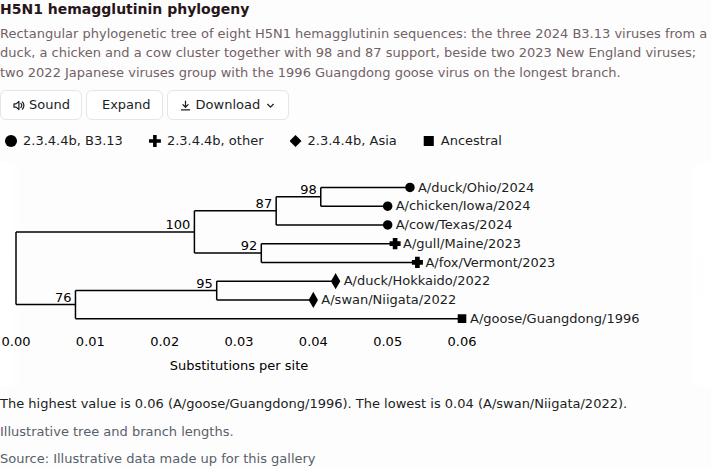 H5N1 hemagglutinin phylogeny
Rectangular phylogenetic tree of eight H5N1 hemagglutinin sequences: the three 2024 B3.13 viruses from a
duck, a chicken and a cow cluster together with 98 and 87 support, beside two 2023 New England viruses;
two 2022 Japanese viruses group with the 1996 Guangdong goose virus on the longest branch.
Sound Expand Download
2.3.4.4b, B3.13 2.3.4.4b, other 2.3.4.4b, Asia Ancestral
98 A/duck/Ohio/2024
87 A/chicken/Iowa/2024
100 A/cow/Texas/2024
92 A/gull/Maine/2023
A/fox/Vermont/2023
95 A/duck/Hokkaido/2022
76 A/swan/Niigata/2022
A/goose/Guangdong/1996
0.00 0.01 0.02 0.03 0.04 0.05 0.06
Substitutions per site
The highest value is 0.06 (A/goose/Guangdong/1996). The lowest is 0.04 (A/swan/Niigata/2022).
Illustrative tree and branch lengths.
Source: Illustrative data made up for this gallery